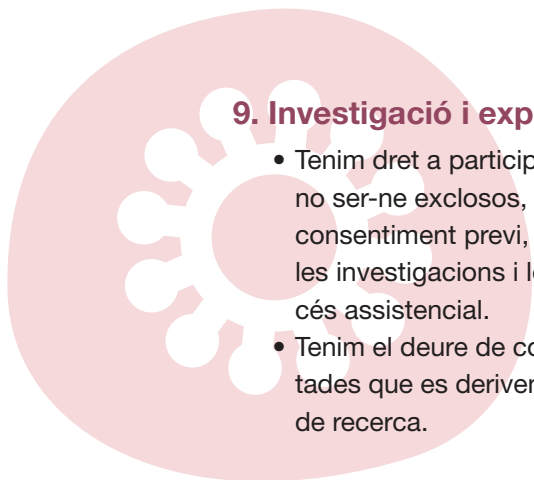 9. Investigació i exp
• Tenim dret a particip
no ser-ne exclosos,
consentiment previ,
les investigacions i l
cés assistencial.
• Tenim el deure de co
tades que es deriven
de recerca.